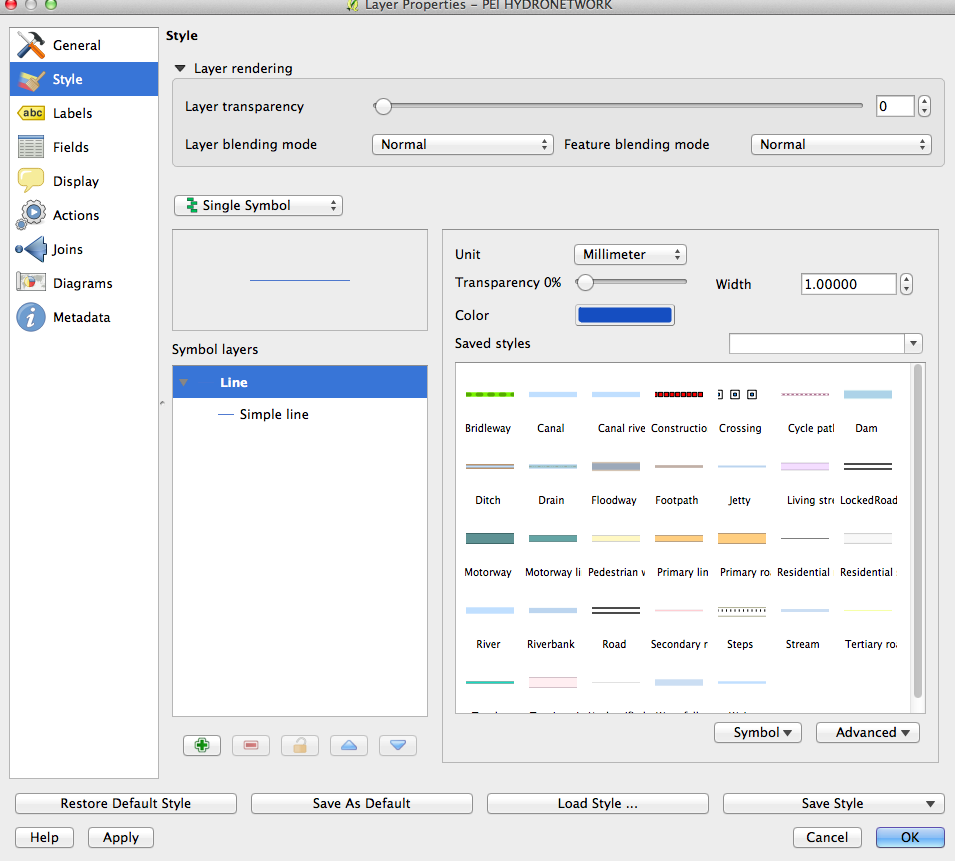 Layer Properties - PEI HYDRONETWORK
General
Style
abc Labels
Fields
Display
Actions
Joins
Diagrams
Metadata
Style
Layer rendering
Layer transparency 0
Layer blending mode Normal Feature blending mode Normal
Single Symbol
Symbol layers
Line
Simple line
Unit Millimeter
Transparency 0% Width 1.00000
Color
Saved styles
Bridleway Canal Canal rive Constructio Crossing Cycle patl Dam
Ditch Drain Floodway Footpath Jetty Living stre LockedRoad
Motorway Motorway li Pedestrian w Primary lin Primary roa Residential Residential
River Riverbank Road Secondary r Steps Stream Tertiary roa
Symbol Advanced
Restore Default Style Save As Default Load Style ... Save Style
Help Apply Cancel OK